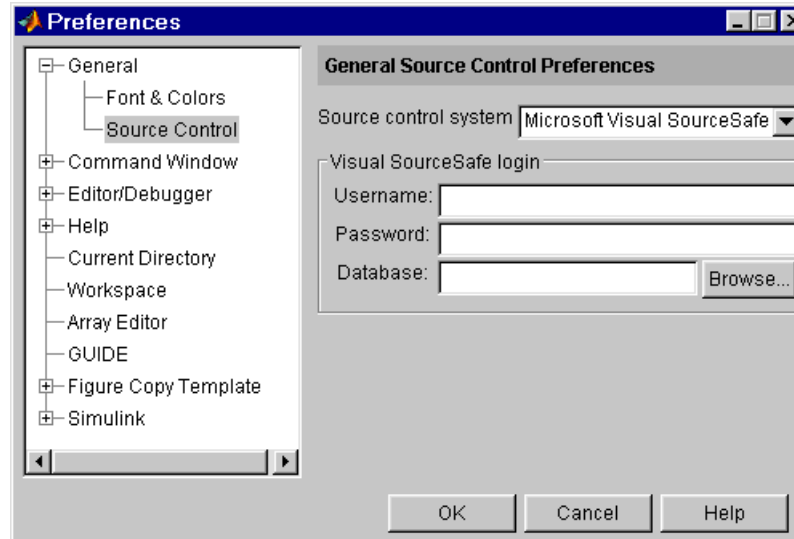 Preferences
General
Font & Colors
Source Control
Command Window
Editor/Debugger
Help
Current Directory
Workspace
Array Editor
GUIDE
Figure Copy Template
Simulink
General Source Control Preferences
Source control system Microsoft Visual SourceSafe
Visual SourceSafe login
Username:
Password:
Database: Browse...
OK Cancel Help